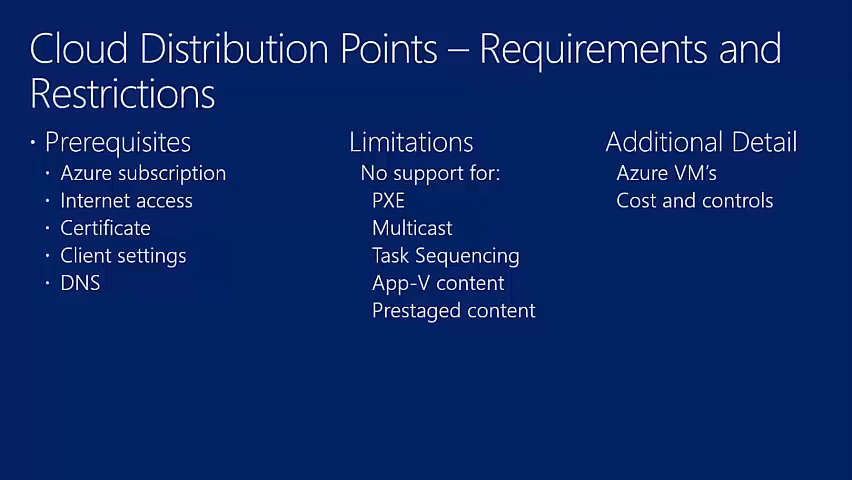 Cloud Distribution Points – Requirements and
Restrictions
· Prerequisites
· Azure subscription
· Internet access
· Certificate
· Client settings
· DNS
Limitations
No support for:
PXE
Multicast
Task Sequencing
App-V content
Prestaged content
Additional Detail
Azure VM's
Cost and controls